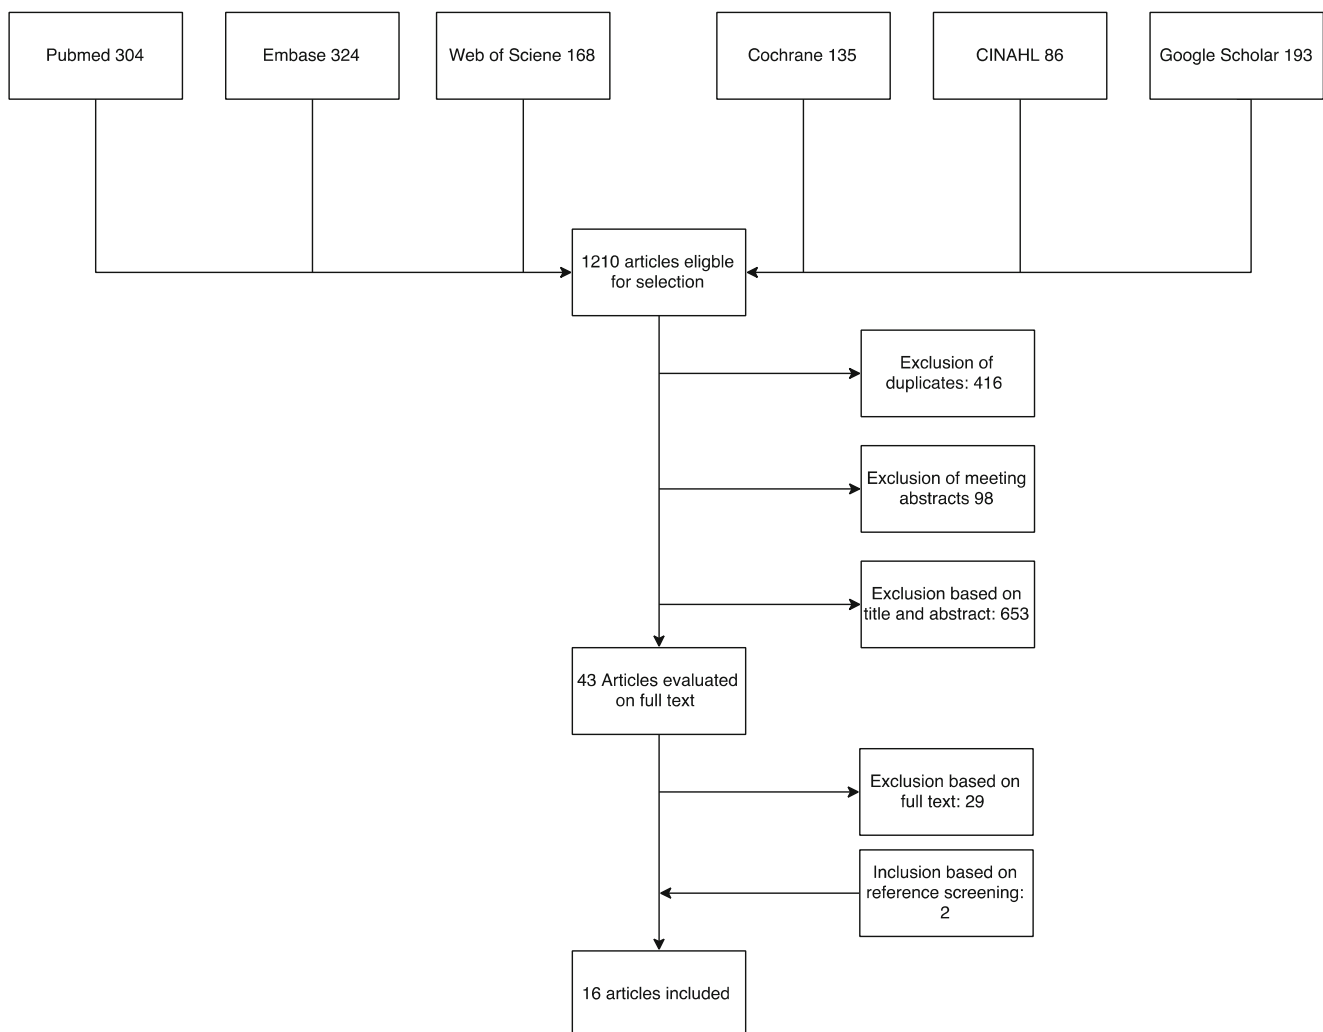 Pubmed 304
Embase 324
Web of Sciene 168
Cochrane 135
CINAHL 86
Google Scholar 193
1210 articles eligble
for selection
Exclusion of
duplicates: 416
Exclusion of meeting
abstracts 98
Exclusion based on
title and abstract: 653
43 Articles evaluated
on full text
Exclusion based on
full text: 29
Inclusion based on
reference screening:
2
16 articles included